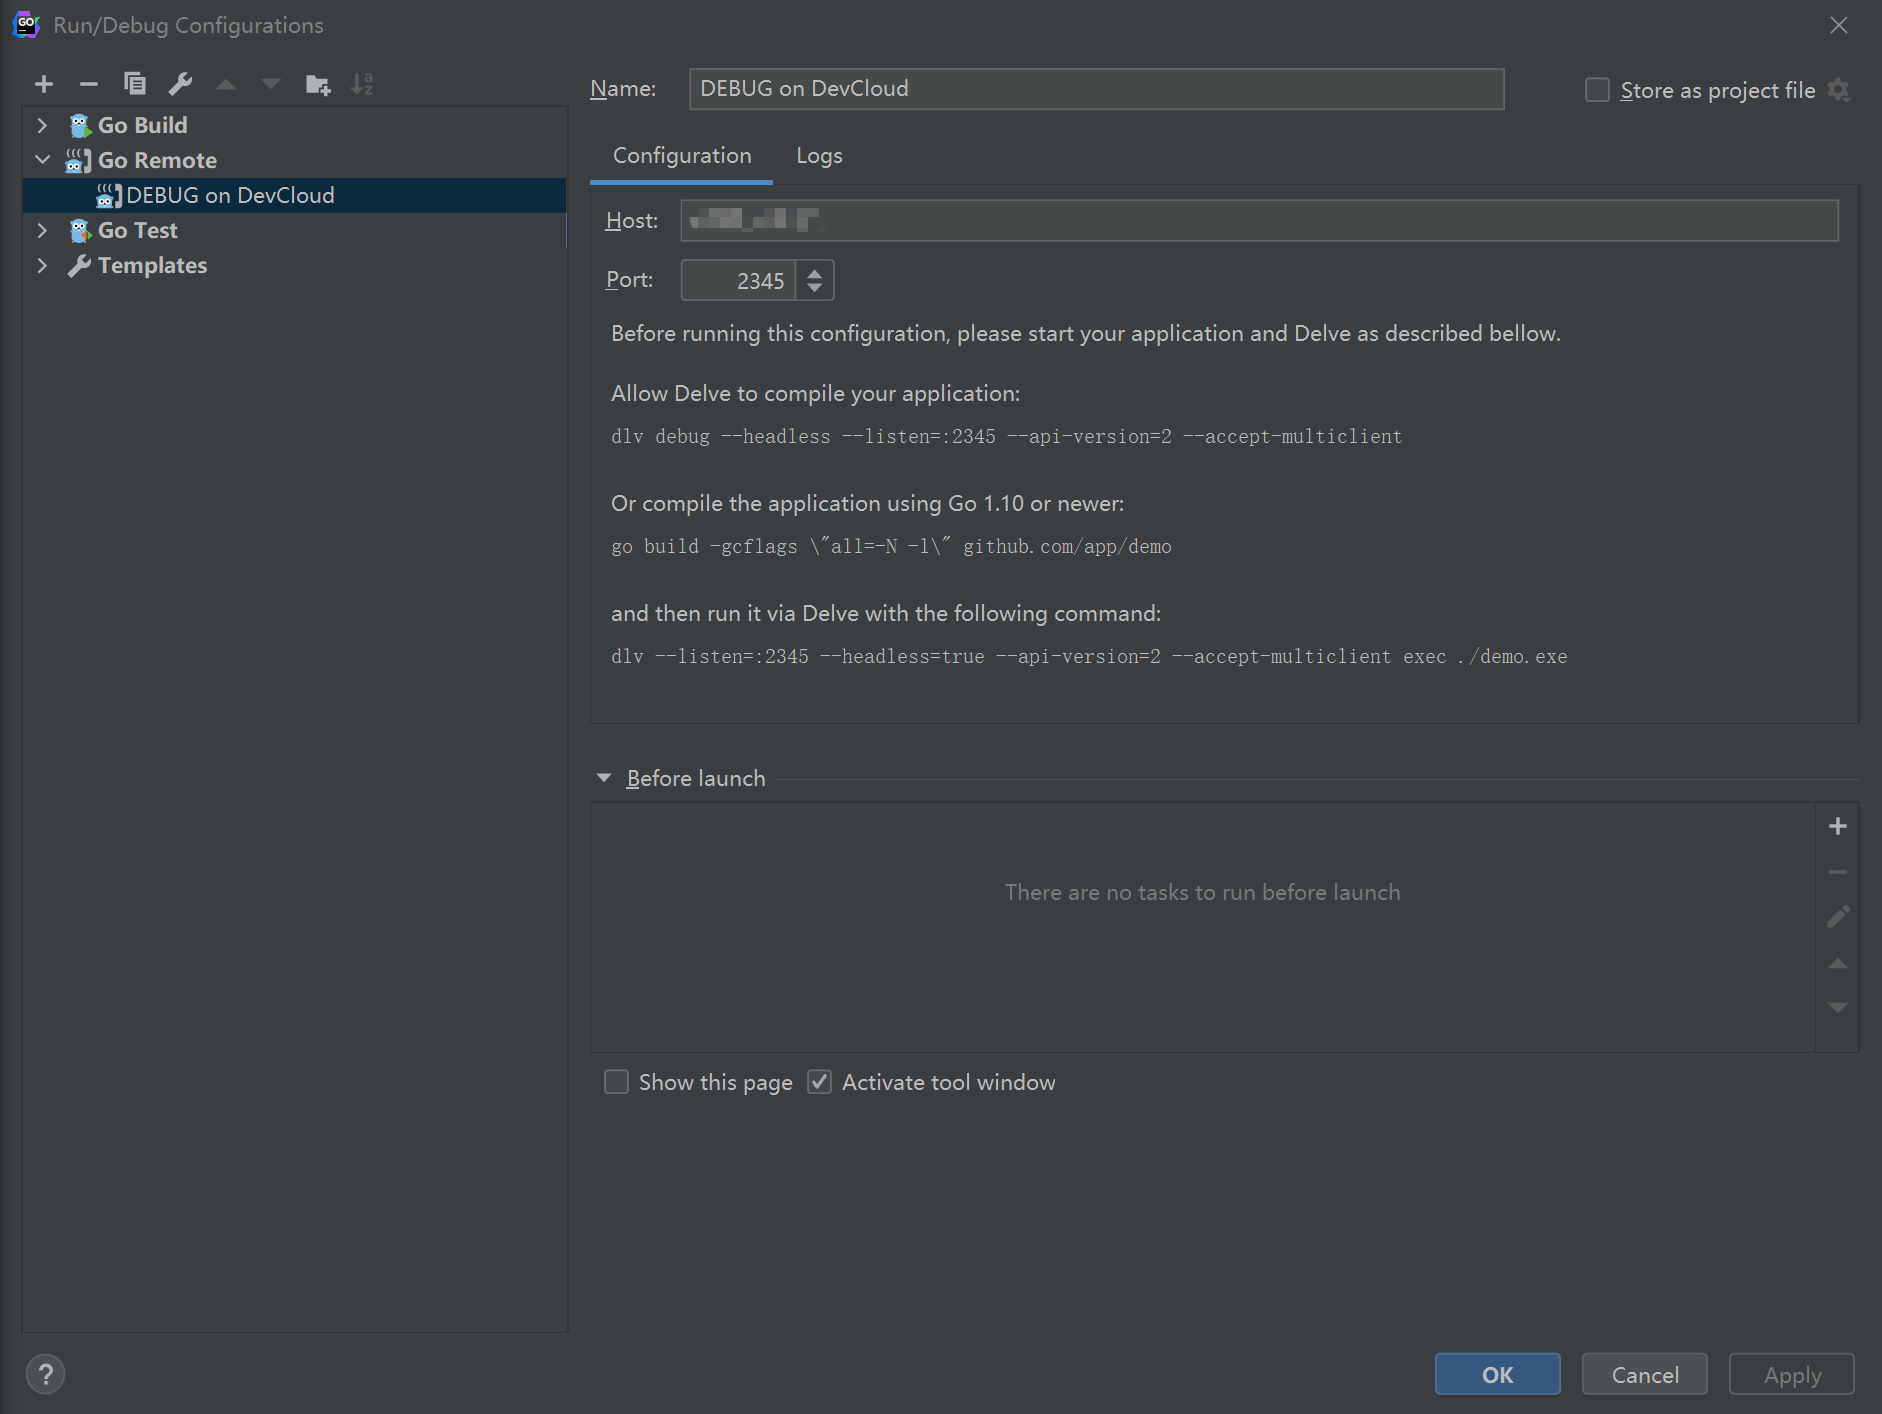 Run/Debug Configurations
Go Build
Go Remote
DEBUG on DevCloud
Go Test
Templates
Name: DEBUG on DevCloud
Store as project file
Configuration Logs
Host:
Port: 2345
Before running this configuration, please start your application and Delve as described bellow.
Allow Delve to compile your application:
dlv debug --headless --listen=:2345 --api-version=2 --accept-multiclient
Or compile the application using Go 1.10 or newer:
go build -gcflags \"all=-N -l\" github.com/app/demo
and then run it via Delve with the following command:
dlv --listen=:2345 --headless=true --api-version=2 --accept-multiclient exec ./demo.exe
Before launch
There are no tasks to run before launch
Show this page Activate tool window
?
OK Cancel Apply